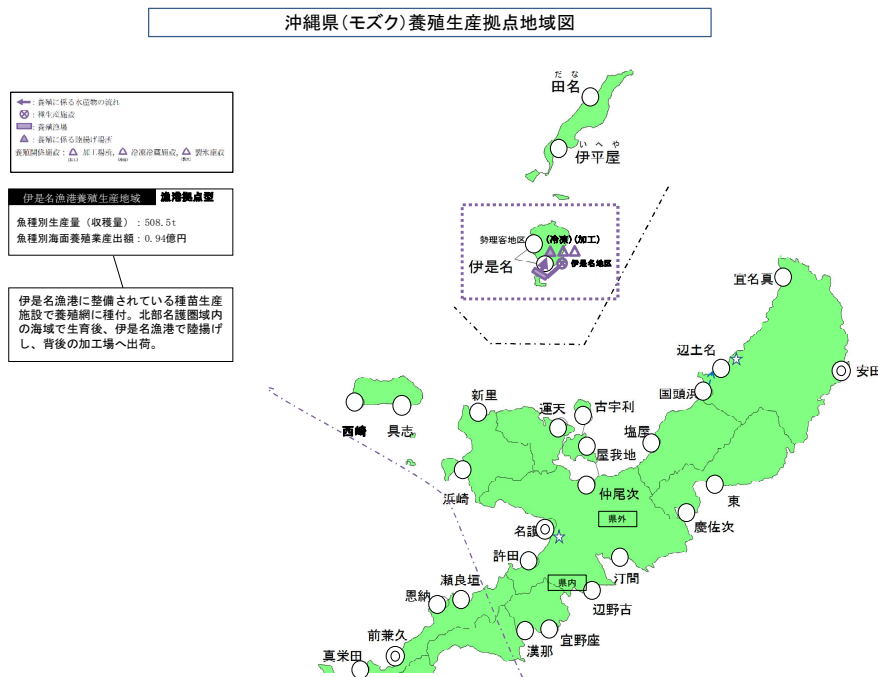 沖縄県(モズク)養殖生産拠点地域図
:養殖に係る水産物の流れ
:種生産施設
:養殖漁場
:養殖に係る陸揚げ場所
養殖関係施設: 加工場所, 冷凍冷蔵施設, 製氷施設
伊是名漁港養殖生産地域 漁港拠点型
魚種別生産量(収穫量):508.5t
魚種別海面養殖業産出額:0.94億円
伊是名漁港に整備されている種苗生産
施設で養殖網に種付。北部名護圏域内
の海域で生育後、伊是名漁港で陸揚げ
し、背後の加工場へ出荷。
だな
田名
いへや
伊平屋
勢理客地区
(冷凍)(加工)
伊是名
伊是名地区
宜名真
辺土名
安田
国頭浜
新里
運天
古宇利
西崎
具志
塩屋
屋我地
浜崎
仲尾次
東
慶佐次
名護
県外
許田
汀間
瀬良垣
県内
恩納
辺野古
前兼久
漢那
宜野座
真栄田